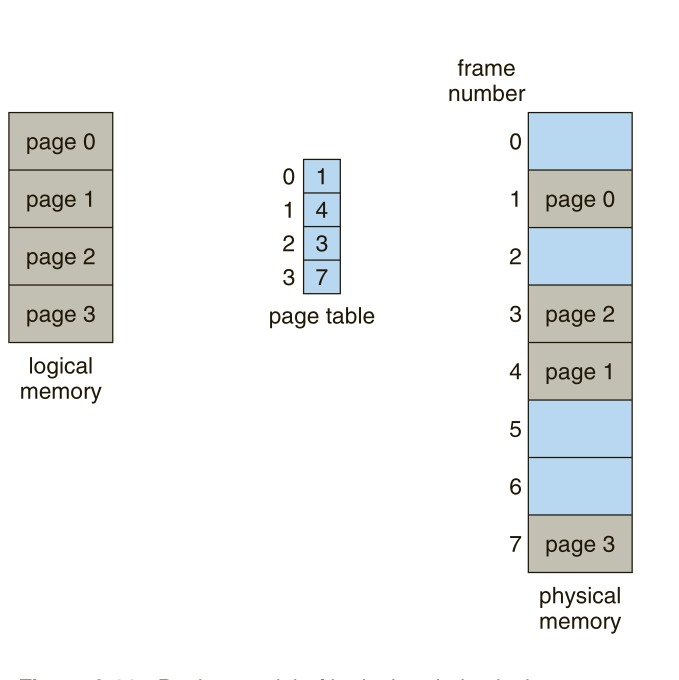 frame
number
page 0
page 1
page 2
page 3
logical
memory
0 1
1 4
2 3
3 7
page table
0
1 page 0
2
3 page 2
4 page 1
5
6
7 page 3
physical
memory